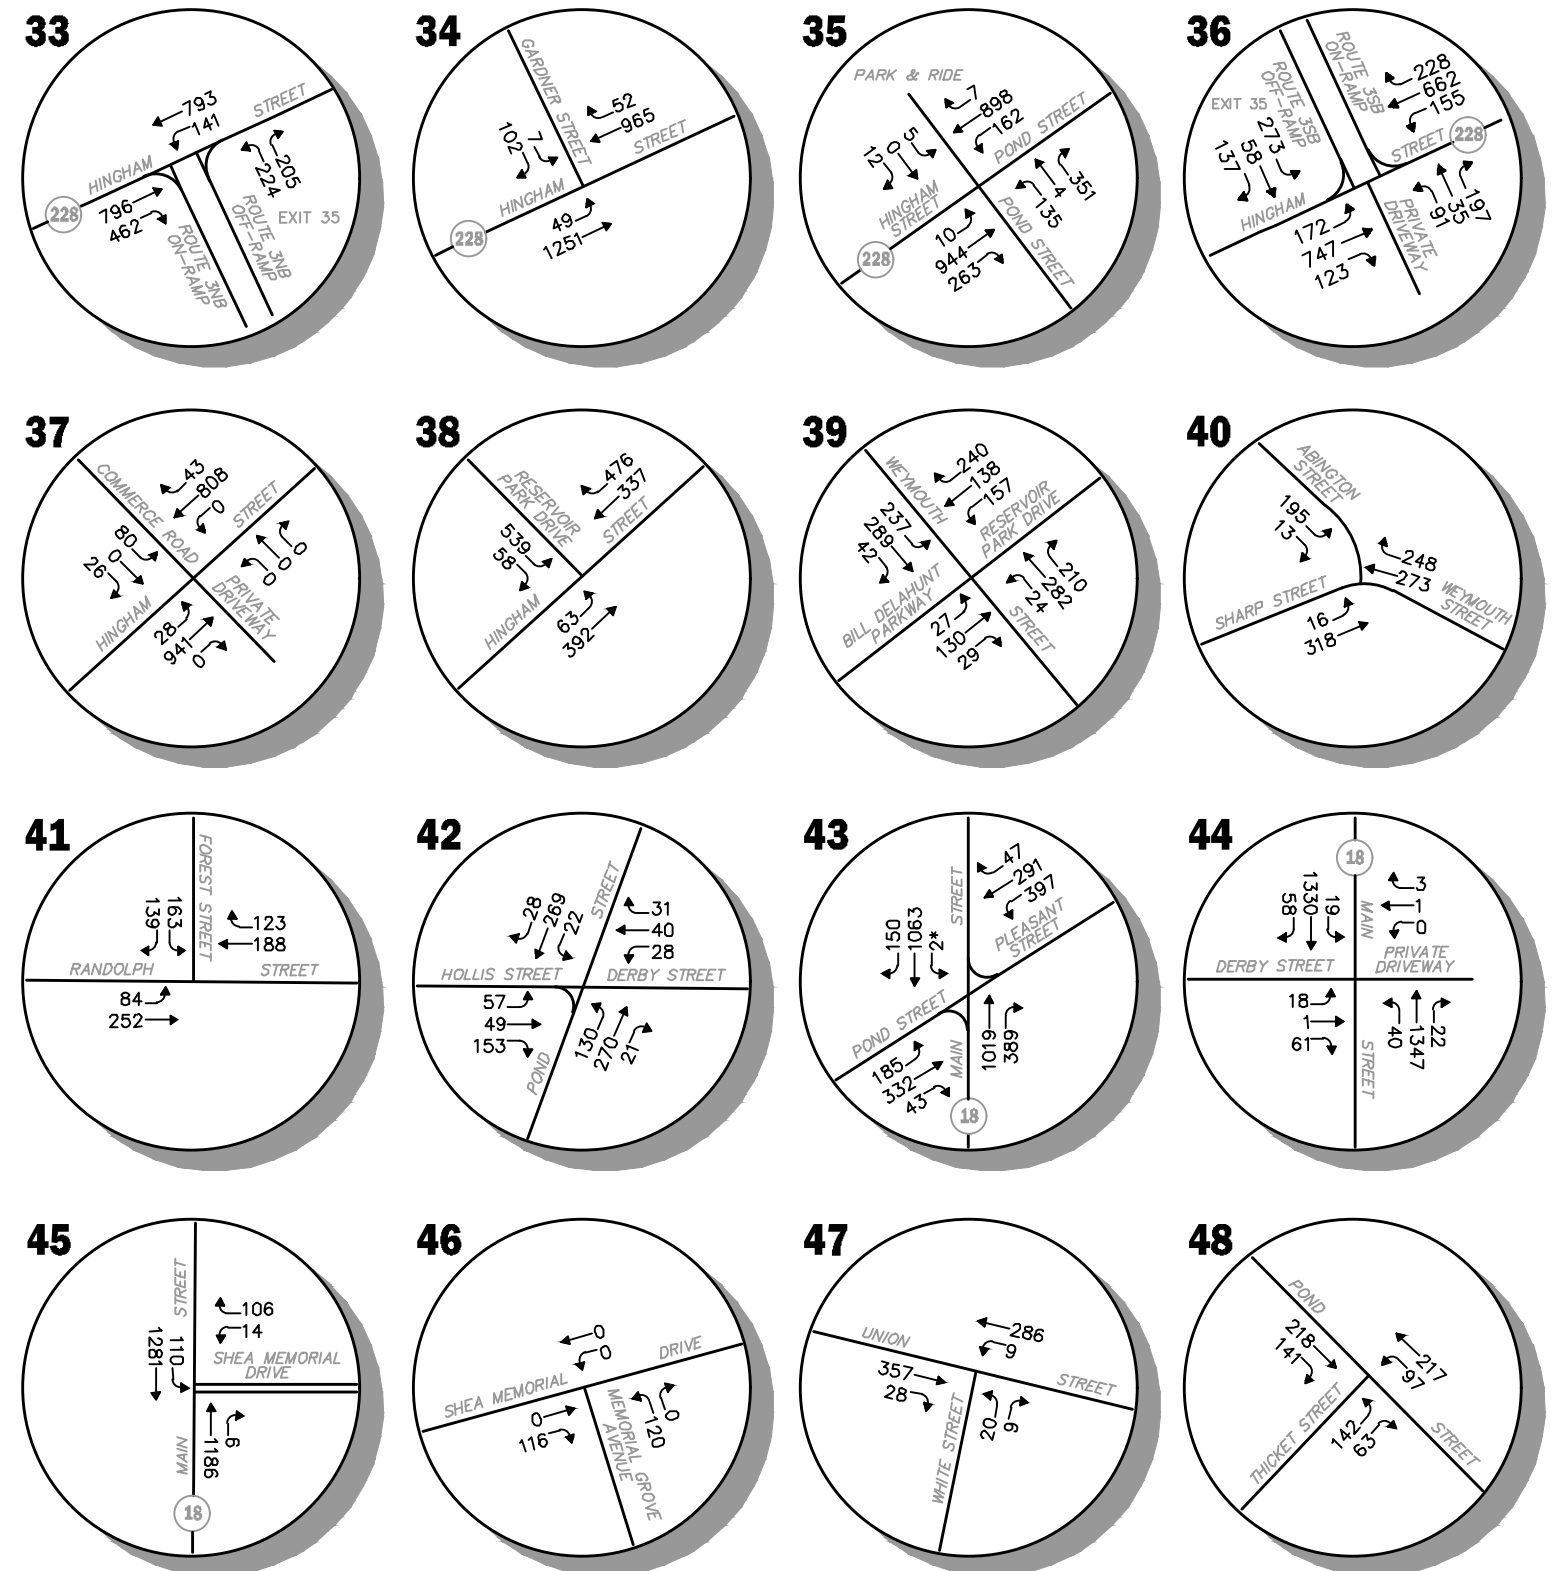 33
793
141
STREET
HINGHAM
228
796
462
205
224
EXIT 35
ROUTE 3NB
OFF-RAMP
ROUTE 3NB
ON-RAMP
34
GARDNER STREET
52
965
7
102
STREET
HINGHAM
228
49
1251
35
PARK & RIDE
7
898
162
5
0
12
POND STREET
HINGHAM
STREET
228
351
4
135
10
944
263
POND STREET
36
ROUTE 3SB
ON-RAMP
ROUTE 3SB
OFF-RAMP
EXIT 35
228
662
155
273
58
137
STREET
228
HINGHAM
197
35
91
172
747
123
PRIVATE
DRIVEWAY
37
COMMERCE ROAD
43
808
0
80
0
26
STREET
HINGHAM
0
0
0
28
941
0
PRIVATE
DRIVEWAY
38
RESERVOIR
PARK DRIVE
476
337
STREET
539
58
HINGHAM
63
392
39
WEYMOUTH
240
138
157
RESERVOIR
PARK DRIVE
237
289
42
BILL DELAHUNT
PARKWAY
210
282
24
27
130
29
STREET
40
ABINGTON
STREET
195
13
248
273
SHARP STREET
WEYMOUTH
STREET
16
318
41
FOREST STREET
163
139
123
188
RANDOLPH
STREET
84
252
42
STREET
28
269
22
31
40
28
HOLLIS STREET
DERBY STREET
57
49
153
130
270
21
POND
43
STREET
47
291
397
150
1063
2*
PLEASANT
STREET
POND STREET
185
332
43
MAIN
1019
389
18
44
18
58
1330
19
MAIN
3
1
0
DERBY STREET
PRIVATE
DRIVEWAY
18
1
61
STREET
40
1347
22
45
STREET
1281
110
106
14
SHEA MEMORIAL
DRIVE
MAIN
1186
9
18
46
0
0
DRIVE
SHEA MEMORIAL
0
116
0
120
MEMORIAL GROVE
AVENUE
47
UNION
286
9
357
28
STREET
WHITE STREET
20
9
48
POND
218
141
217
97
THICKET STREET
142
63
STREET